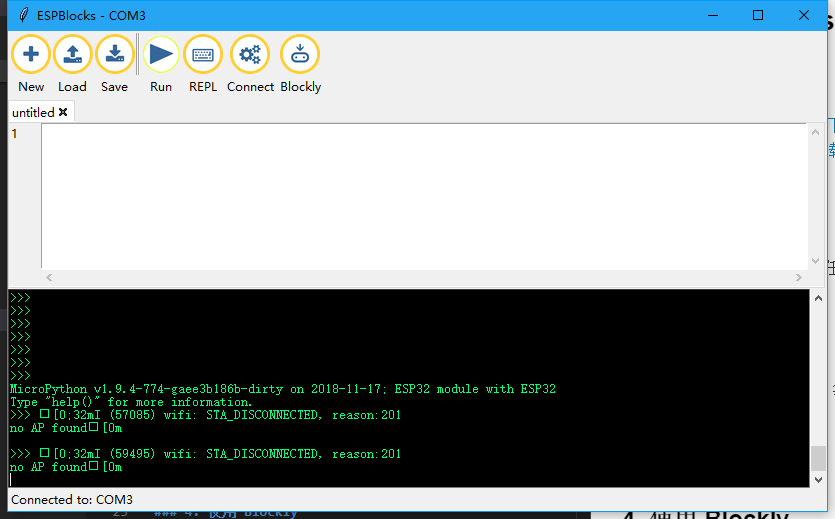 ESPBlocks - COM3
New Load Save Run REPL Connect Blockly
untitled
1
>>>
>>>
>>>
>>>
>>>
>>>
>>>
MicroPython v1.9.4-774-gaee3b186b-dirty on 2018-11-17; ESP32 module with ESP32
Type "help()" for more information.
>>> □[0;32mI (57085) wifi: STA_DISCONNECTED, reason:201
no AP found□[0m
>>> □[0;32mI (59495) wifi: STA_DISCONNECTED, reason:201
no AP found□[0m
Connected to: COM3